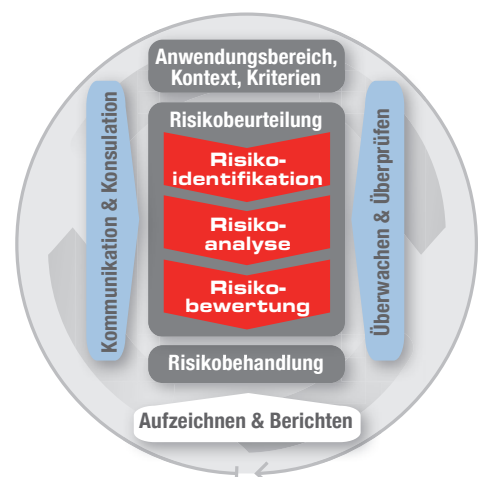 Anwendungsbereich,
Kontext, Kriterien
Kommunikation & Konsulation
Risikobeurteilung
Risiko-
identifikation
Risiko-
analyse
Risiko-
bewertung
Überwachen & Überprüfen
Risikobehandlung
Aufzeichnen & Berichten